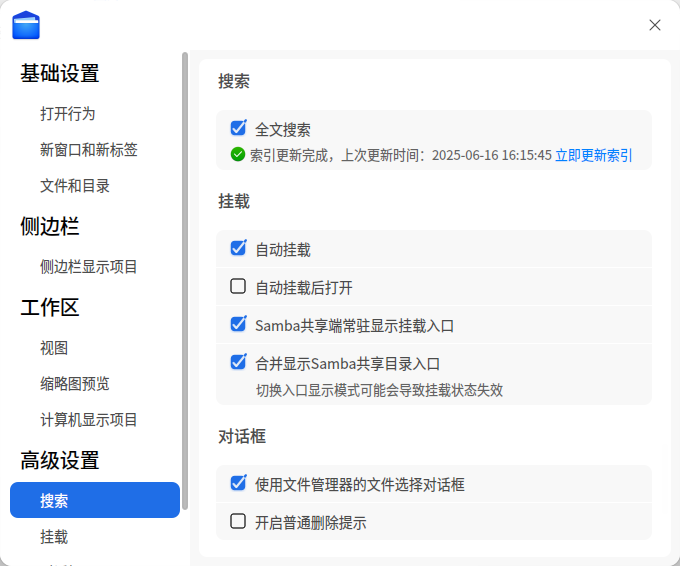 基础设置
打开行为
新窗口和新标签
文件和目录
侧边栏
侧边栏显示项目
工作区
视图
缩略图预览
计算机显示项目
高级设置
搜索
挂载
搜索
全文搜索
索引更新完成，上次更新时间：2025-06-16 16:15:45 立即更新索引
挂载
自动挂载
自动挂载后打开
Samba共享端常驻显示挂载入口
合并显示Samba共享目录入口
切换入口显示模式可能会导致挂载状态失效
对话框
使用文件管理器的文件选择对话框
开启普通删除提示